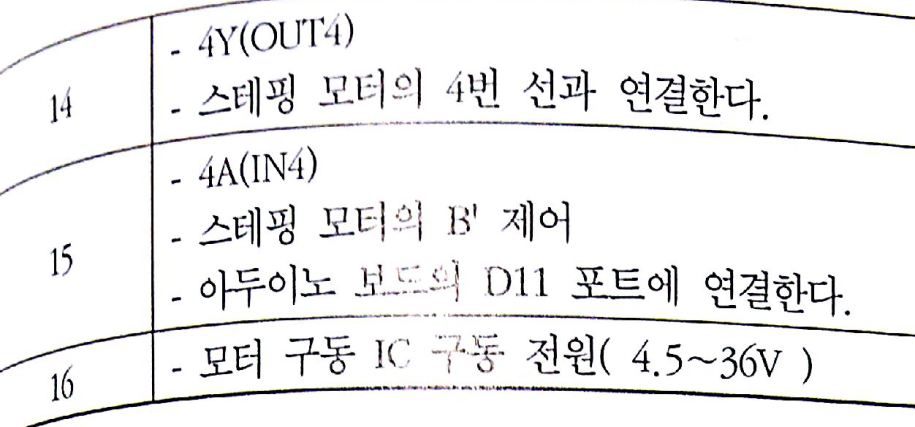 14
- 4Y(OUT4)
- 스테핑 모터의 4번 선과 연결한다.
15
- 4A(IN4)
- 스테핑 모터의 B' 제어
- 아두이노 보드의 D11 포트에 연결한다.
16
- 모터 구동 IC 구동 전원( 4.5~36V )